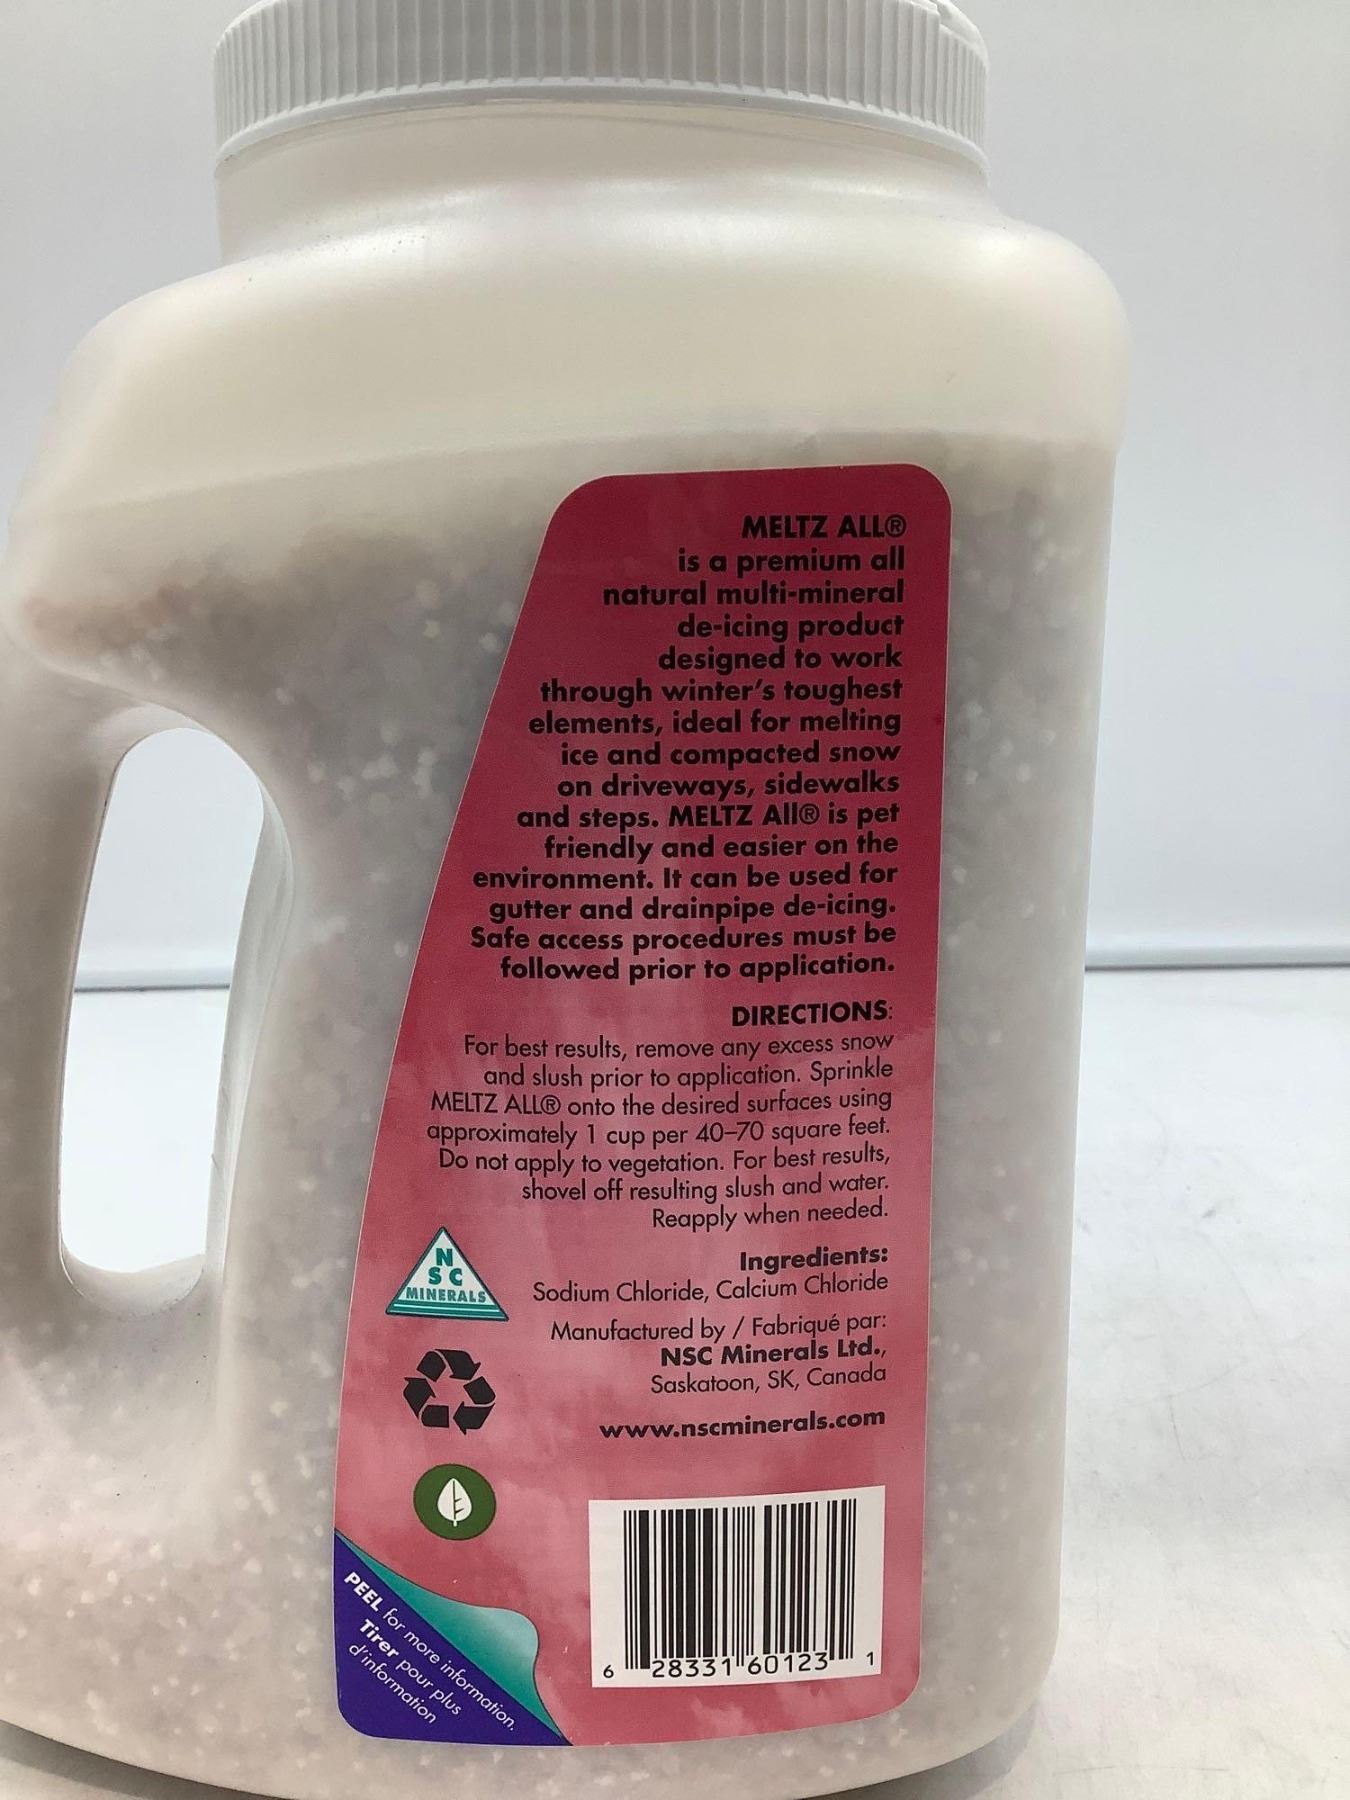 MELTZ ALL®
is a premium all
natural multi-mineral
de-icing product
designed to work
through winter's toughest
elements, ideal for melting
ice and compacted snow
on driveways, sidewalks
and steps. MELTZ All® is pet
friendly and easier on the
environment. It can be used for
gutter and drainpipe de-icing.
Safe access procedures must be
followed prior to application.
DIRECTIONS:
For best results, remove any excess snow
and slush prior to application. Sprinkle
MELTZ ALL® onto the desired surfaces using
approximately 1 cup per 40–70 square feet.
Do not apply to vegetation. For best results,
shovel off resulting slush and water.
Reapply when needed.
N
SC
MINERALS
Ingredients:
Sodium Chloride, Calcium Chloride
Manufactured by / Fabriqué par:
NSC Minerals Ltd.,
Saskatoon, SK, Canada
www.nscminerals.com
PEEL for more information.
Tirer pour plus
d'information
6 28331 60123 1